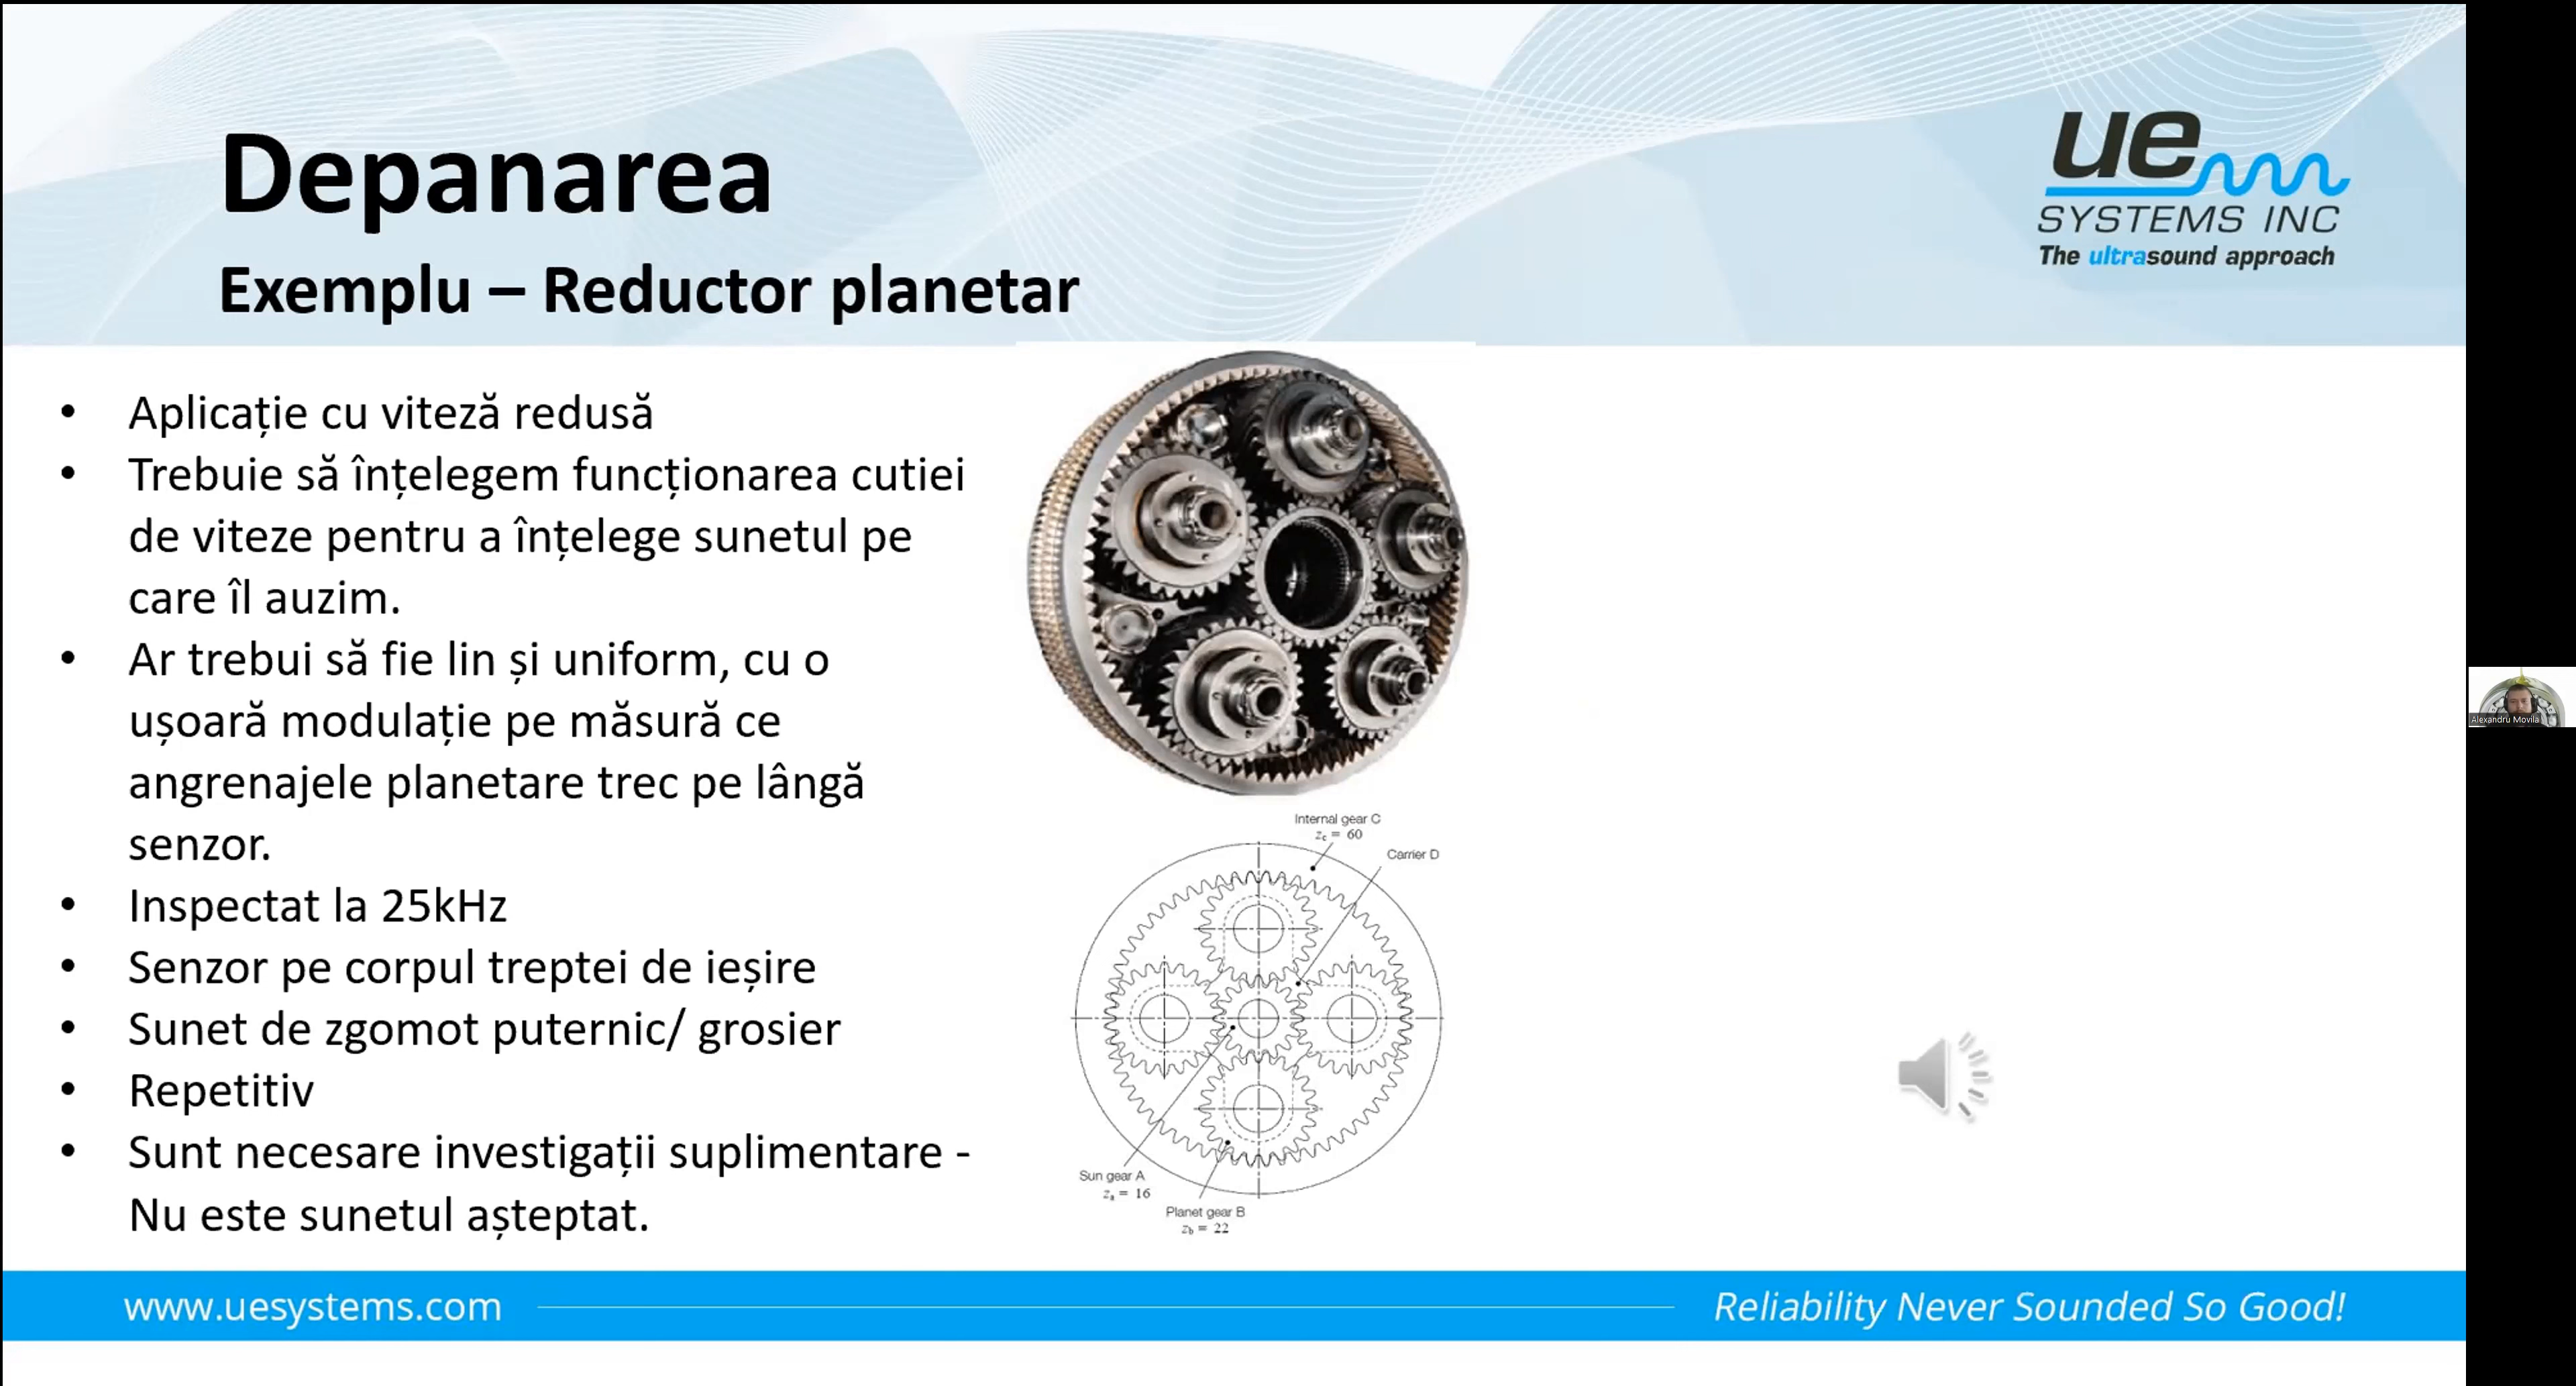 Depanarea
Exemplu – Reductor planetar
ue
SYSTEMS INC
The ultrasound approach
• Aplicație cu viteză redusă
• Trebuie să înțelegem funcționarea cutiei
de viteze pentru a înțelege sunetul pe
care îl auzim.
• Ar trebui să fie lin și uniform, cu o
ușoară modulație pe măsură ce
angrenajele planetare trec pe lângă
senzor.
• Inspectat la 25kHz
• Senzor pe corpul treptei de ieșire
• Sunet de zgomot puternic/ grosier
• Repetitiv
• Sunt necesare investigații suplimentare -
Nu este sunetul așteptat.
Internal gear C
zc = 60
Carrier D
Sun gear A
za = 16
Planet gear B
zb = 22
Alexandru Movila
www.uesystems.com
Reliability Never Sounded So Good!